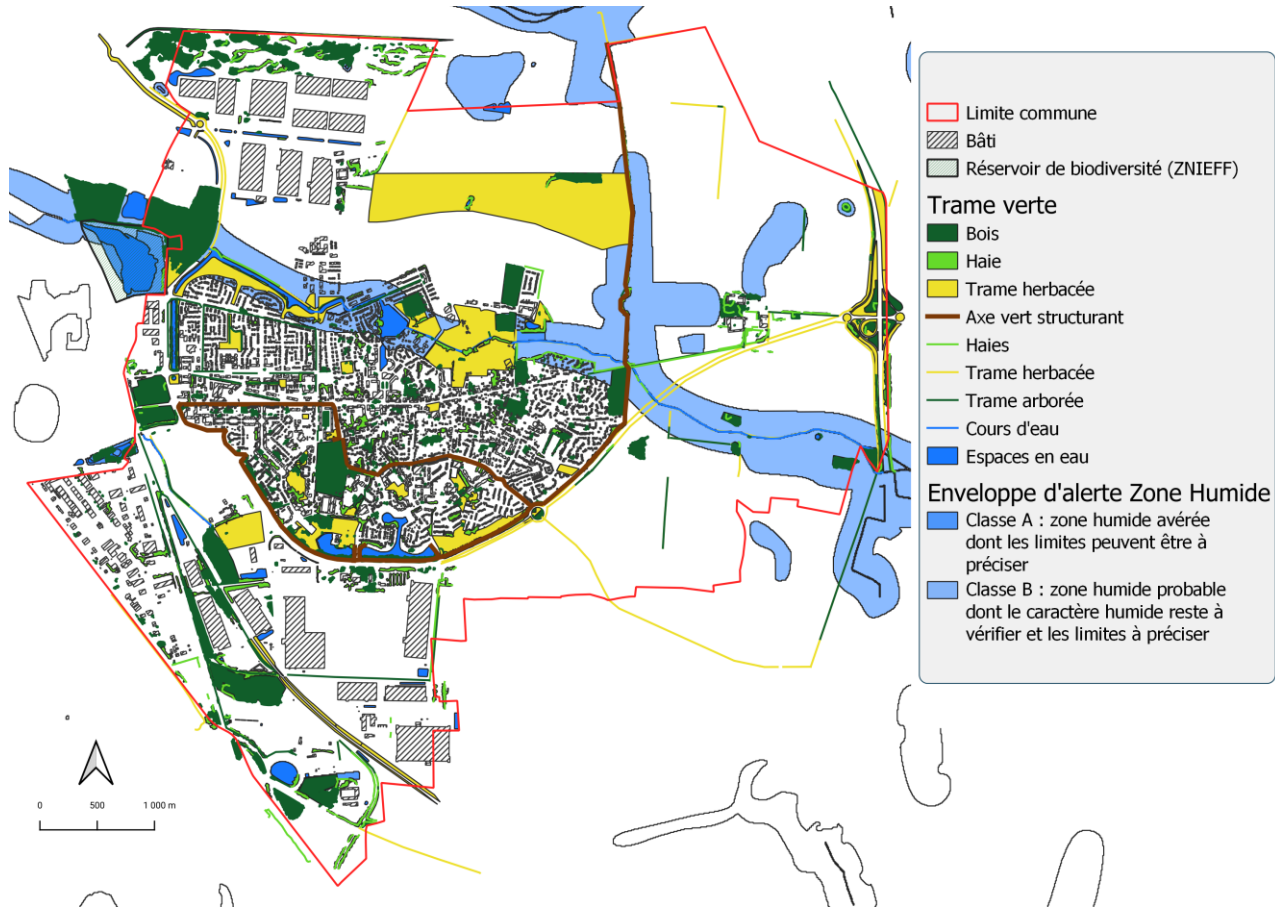 Limite commune
Bâti
Réservoir de biodiversité (ZNIEFF)
Trame verte
Bois
Haie
Trame herbacée
Axe vert structurant
Haies
Trame herbacée
Trame arborée
Cours d'eau
Espaces en eau
Enveloppe d'alerte Zone Humide
Classe A : zone humide avérée
dont les limites peuvent être à
préciser
Classe B : zone humide probable
dont le caractère humide reste à
vérifier et les limites à préciser
0 500 1 000 m